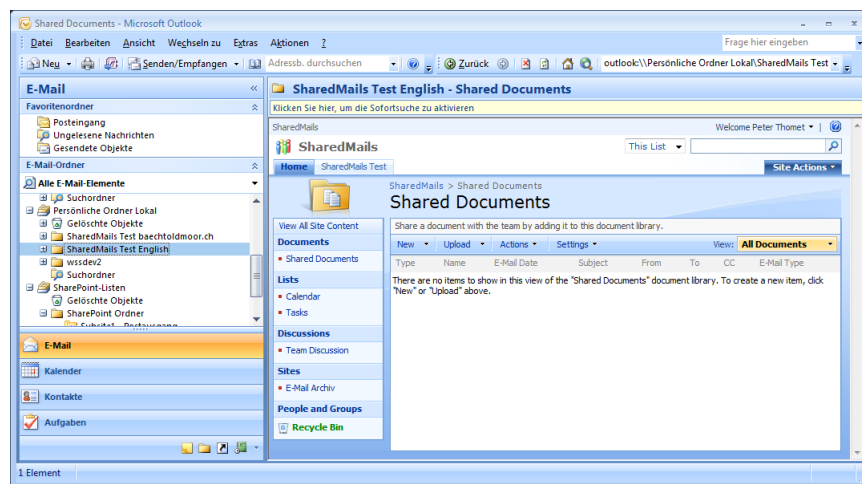 Shared Documents - Microsoft Outlook
Datei Bearbeiten Ansicht Wechseln zu Extras Aktionen ?
Frage hier eingeben
Neu Senden/Empfangen Adressb. durchsuchen Zurück outlook:\\Persönliche Ordner Lokal\SharedMails Test
E-Mail «
Favoritenordner
Posteingang
Ungelesene Nachrichten
Gesendete Objekte
E-Mail-Ordner
Alle E-Mail-Elemente
Suchordner
Persönliche Ordner Lokal
Gelöschte Objekte
SharedMails Test baechtoldmoor.ch
SharedMails Test English
wssdev2
Suchordner
SharePoint-Listen
Gelöschte Objekte
SharePoint Ordner
Subsite1 - Postausgang
E-Mail
Kalender
Kontakte
Aufgaben
1 Element
SharedMails Test English - Shared Documents
Klicken Sie hier, um die Sofortsuche zu aktivieren
SharedMails
Welcome Peter Thomet |
SharedMails
This List
Home SharedMails Test
Site Actions
SharedMails > Shared Documents
Shared Documents
View All Site Content
Documents
Shared Documents
Lists
Calendar
Tasks
Discussions
Team Discussion
Sites
E-Mail Archiv
People and Groups
Recycle Bin
Share a document with the team by adding it to this document library.
New Upload Actions Settings View: All Documents
Type Name E-Mail Date Subject From To CC E-Mail Type
There are no items to show in this view of the "Shared Documents" document library. To create a new item, click
"New" or "Upload" above.